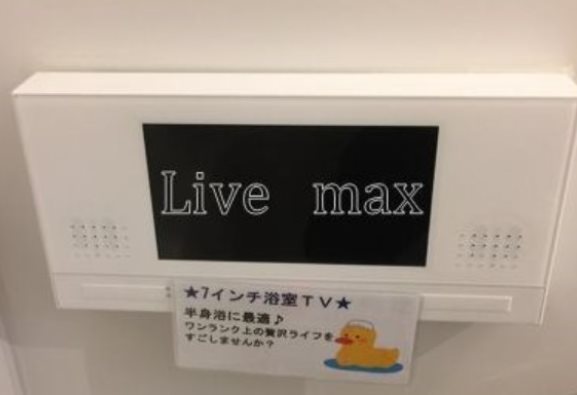 Live max
★7インチ浴室TV★
半身浴に最適♪
ワンランク上の贅沢ライフを
すごしませんか？